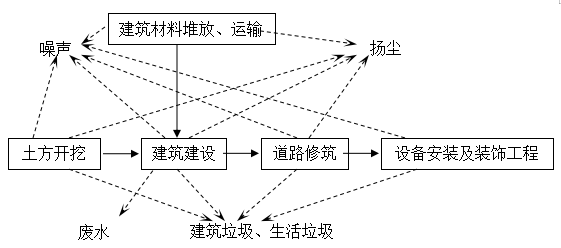 建筑材料堆放、运输
噪声
扬尘
土方开挖
建筑建设
道路修筑
设备安装及装饰工程
废水
建筑垃圾、生活垃圾